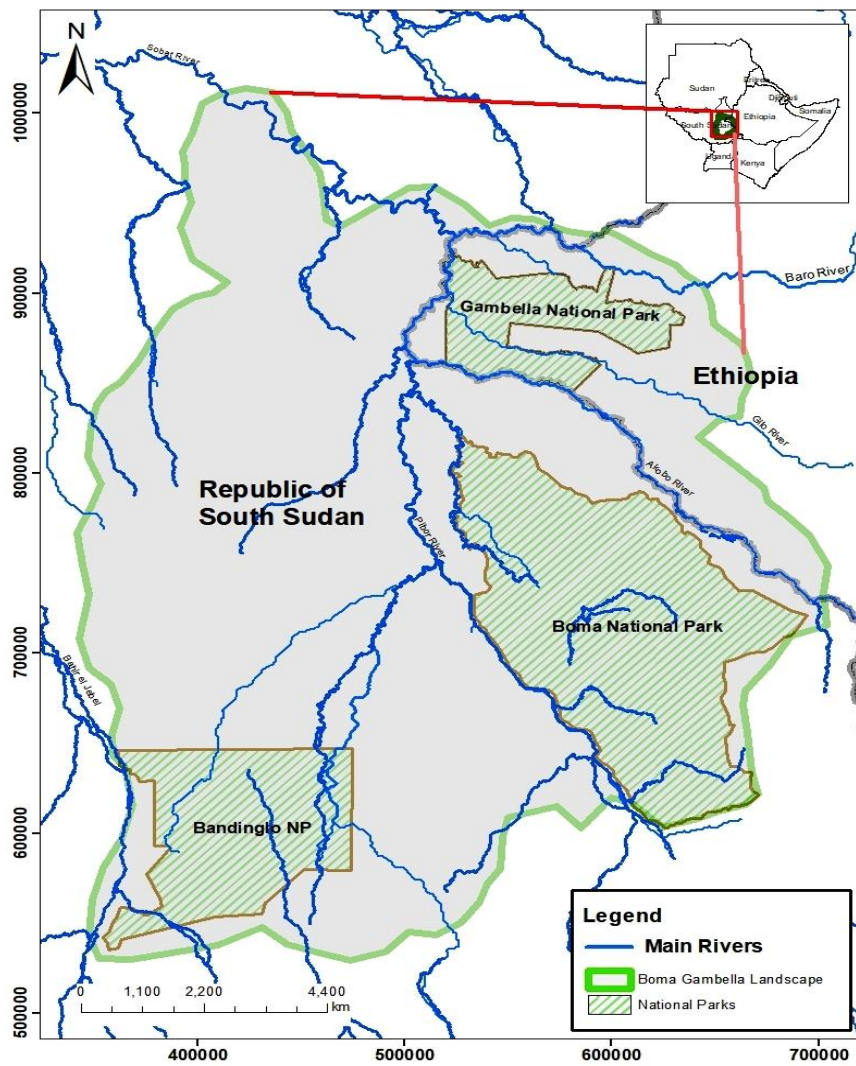 N
Sobat River
Sudan
Eritrea
Djibouti
South Sudan
Ethiopia
Somalia
Uganda
Kenya
1000000
900000
800000
700000
600000
500000
Baro River
Gambella National Park
Ethiopia
Gilo River
Akobo River
Republic of
South Sudan
Pibor River
Boma National Park
Bahir el Jebel
Bandinglo NP
Legend
Main Rivers
Boma Gambella Landscape
National Parks
0 1,100 2,200 4,400
km
400000 500000 600000 700000